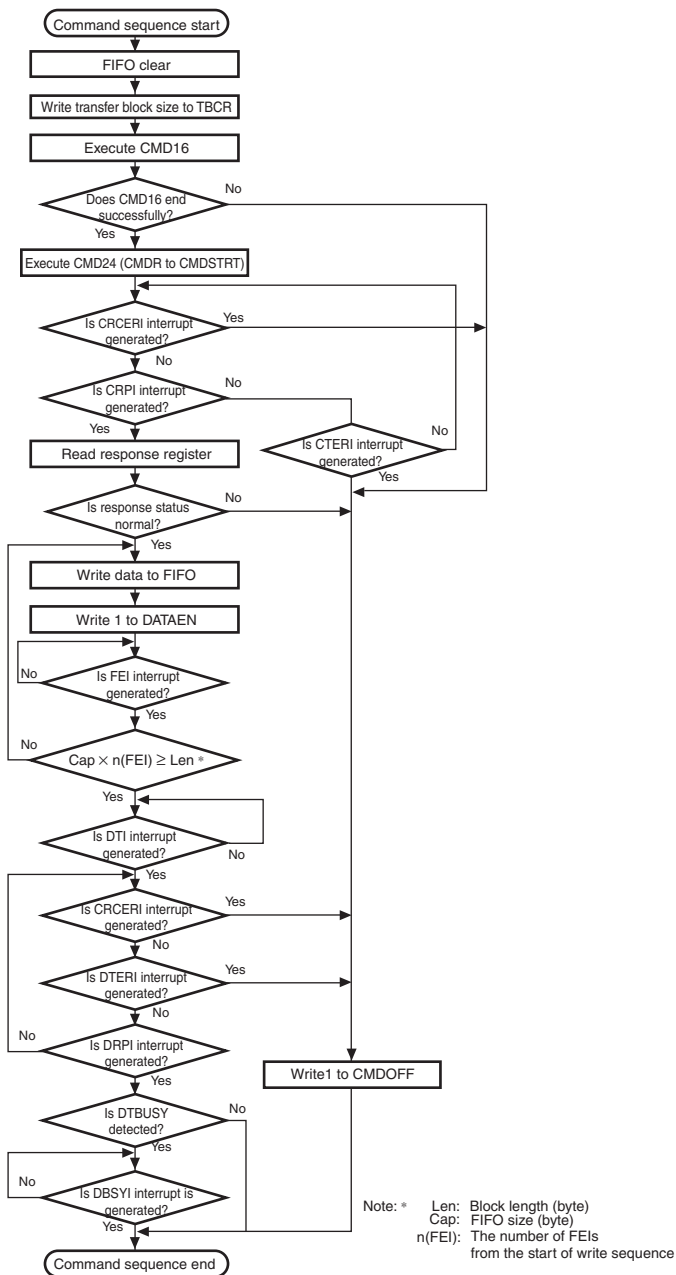 Command sequence start
FIFO clear
Write transfer block size to TBCR
Execute CMD16
Does CMD16 end
successfully?
No
Yes
Execute CMD24 (CMDR to CMDSTRT)
Is CRCERI interrupt
generated?
Yes
No
Is CRPI interrupt
generated?
No
Yes
Is CTERI interrupt
generated?
No
Yes
Read response register
Is response status
normal?
No
Yes
Write data to FIFO
Write 1 to DATAEN
Is FEI interrupt
generated?
No
Yes
Cap × n(FEI) ≥ Len *
No
Yes
Is DTI interrupt
generated?
No
Yes
Is CRCERI interrupt
generated?
Yes
No
Is DTERI interrupt
generated?
Yes
No
Is DRPI interrupt
generated?
No
Yes
Write1 to CMDOFF
Is DTBUSY
detected?
No
Yes
Is DBSYI interrupt is
generated?
No
Yes
Command sequence end
Note: * Len: Block length (byte)
Cap: FIFO size (byte)
n(FEI): The number of FEIs
from the start of write sequence